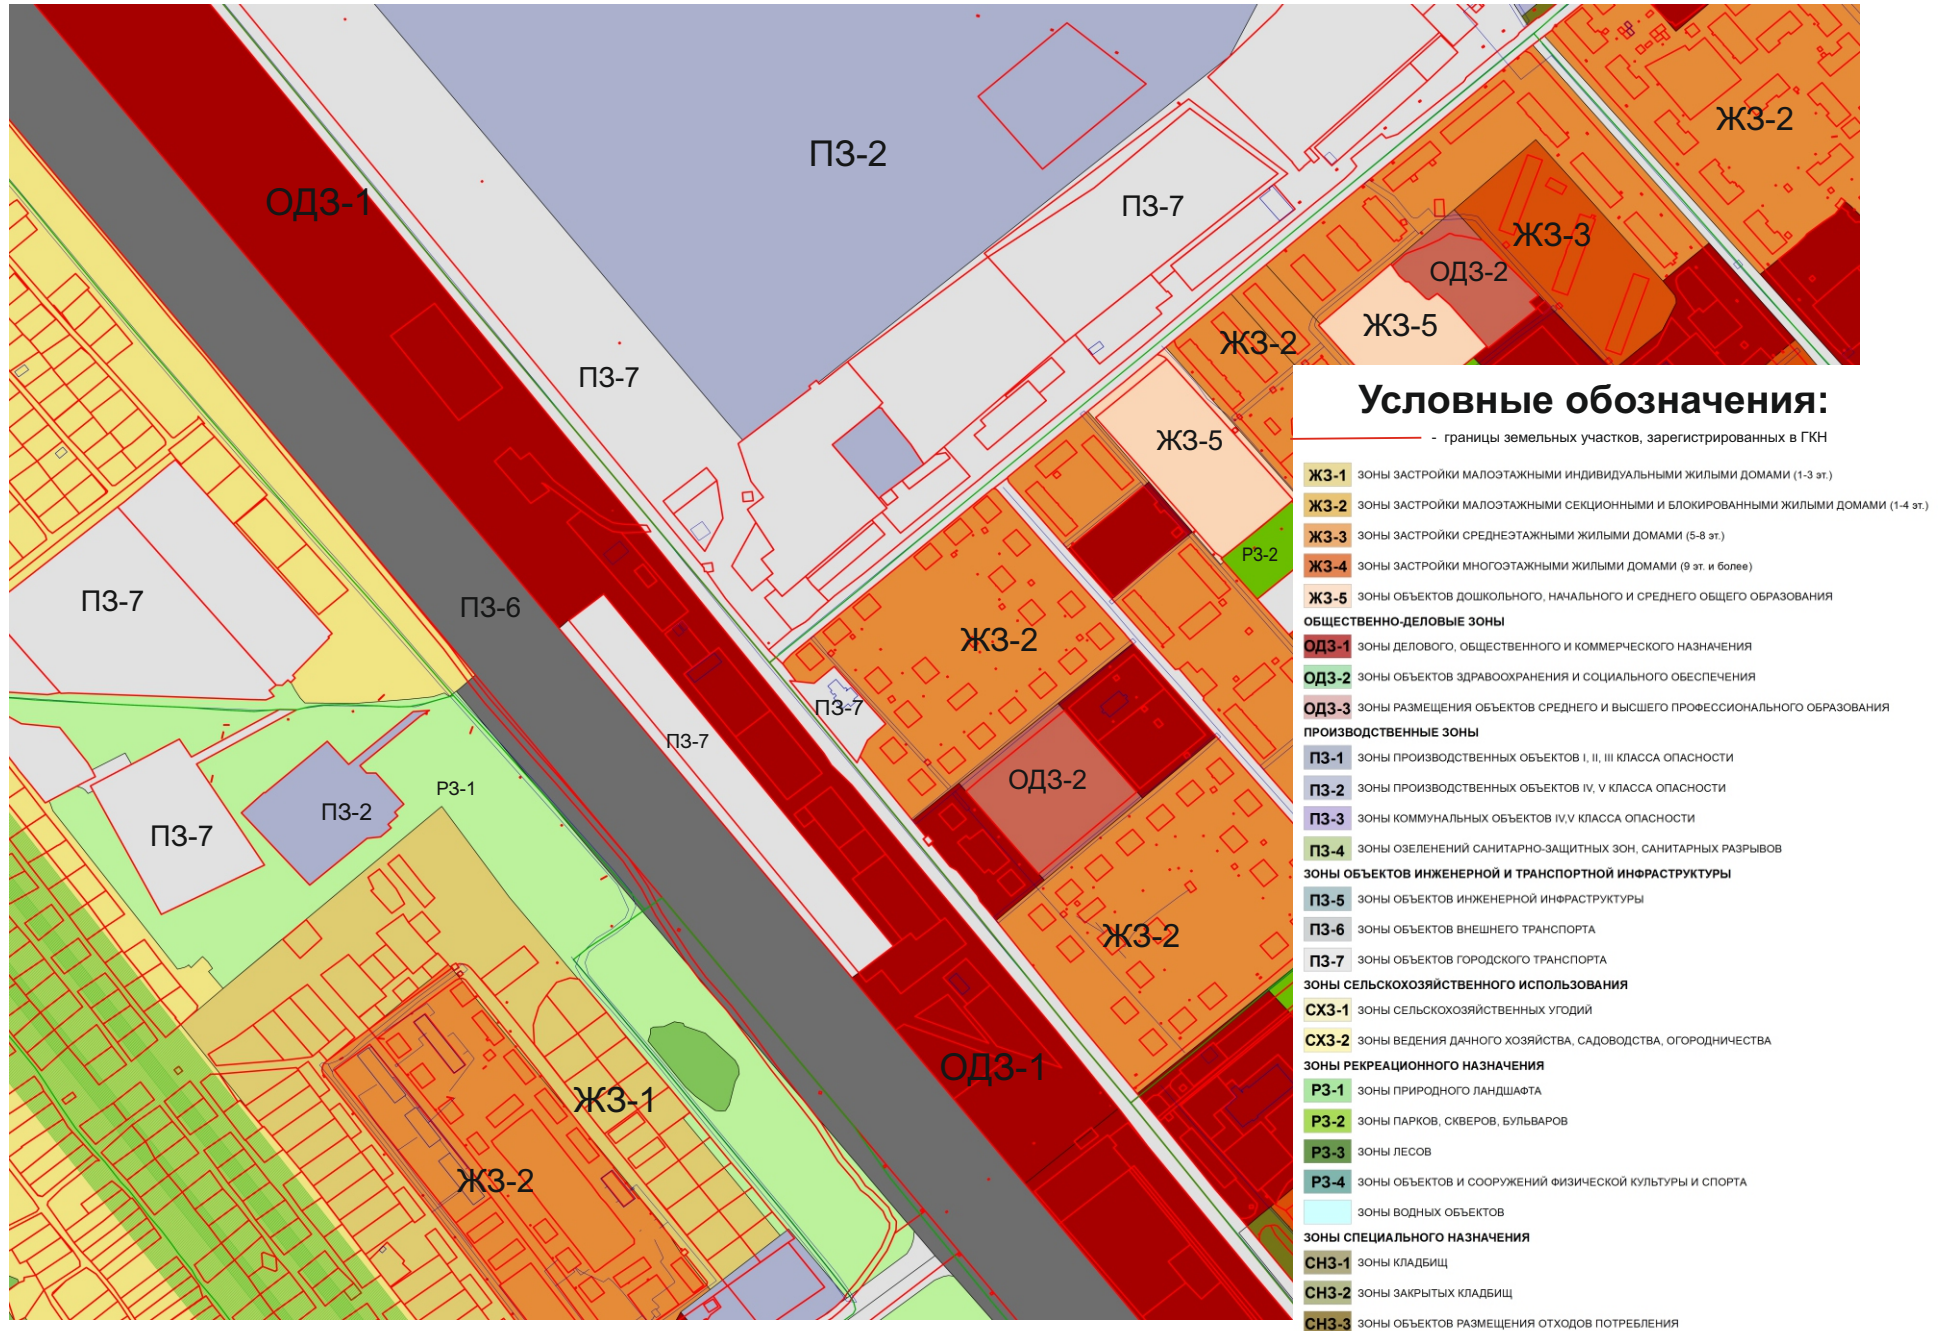 ПЗ-2
ЖЗ-2
ОДЗ-1
ПЗ-7
ЖЗ-3
ОДЗ-2
ЖЗ-5
ЖЗ-2
ПЗ-7
ЖЗ-5
РЗ-2
ПЗ-7
ПЗ-6
ЖЗ-2
ПЗ-7
ПЗ-7
ОДЗ-2
РЗ-1
ПЗ-2
ПЗ-7
ЖЗ-2
ОДЗ-1
ЖЗ-1
ЖЗ-2
Условные обозначения:
- границы земельных участков, зарегистрированных в ГКН
ЖЗ-1 ЗОНЫ ЗАСТРОЙКИ МАЛОЭТАЖНЫМИ ИНДИВИДУАЛЬНЫМИ ЖИЛЫМИ ДОМАМИ (1-3 эт.)
ЖЗ-2 ЗОНЫ ЗАСТРОЙКИ МАЛОЭТАЖНЫМИ СЕКЦИОННЫМИ И БЛОКИРОВАННЫМИ ЖИЛЫМИ ДОМАМИ (1-4 эт.)
ЖЗ-3 ЗОНЫ ЗАСТРОЙКИ СРЕДНЕЭТАЖНЫМИ ЖИЛЫМИ ДОМАМИ (5-8 эт.)
ЖЗ-4 ЗОНЫ ЗАСТРОЙКИ МНОГОЭТАЖНЫМИ ЖИЛЫМИ ДОМАМИ (9 эт. и более)
ЖЗ-5 ЗОНЫ ОБЪЕКТОВ ДОШКОЛЬНОГО, НАЧАЛЬНОГО И СРЕДНЕГО ОБЩЕГО ОБРАЗОВАНИЯ
ОБЩЕСТВЕННО-ДЕЛОВЫЕ ЗОНЫ
ОДЗ-1 ЗОНЫ ДЕЛОВОГО, ОБЩЕСТВЕННОГО И КОММЕРЧЕСКОГО НАЗНАЧЕНИЯ
ОДЗ-2 ЗОНЫ ОБЪЕКТОВ ЗДРАВООХРАНЕНИЯ И СОЦИАЛЬНОГО ОБЕСПЕЧЕНИЯ
ОДЗ-3 ЗОНЫ РАЗМЕЩЕНИЯ ОБЪЕКТОВ СРЕДНЕГО И ВЫСШЕГО ПРОФЕССИОНАЛЬНОГО ОБРАЗОВАНИЯ
ПРОИЗВОДСТВЕННЫЕ ЗОНЫ
ПЗ-1 ЗОНЫ ПРОИЗВОДСТВЕННЫХ ОБЪЕКТОВ I, II, III КЛАССА ОПАСНОСТИ
ПЗ-2 ЗОНЫ ПРОИЗВОДСТВЕННЫХ ОБЪЕКТОВ IV, V КЛАССА ОПАСНОСТИ
ПЗ-3 ЗОНЫ КОММУНАЛЬНЫХ ОБЪЕКТОВ IV,V КЛАССА ОПАСНОСТИ
ПЗ-4 ЗОНЫ ОЗЕЛЕНЕНИЙ САНИТАРНО-ЗАЩИТНЫХ ЗОН, САНИТАРНЫХ РАЗРЫВОВ
ЗОНЫ ОБЪЕКТОВ ИНЖЕНЕРНОЙ И ТРАНСПОРТНОЙ ИНФРАСТРУКТУРЫ
ПЗ-5 ЗОНЫ ОБЪЕКТОВ ИНЖЕНЕРНОЙ ИНФРАСТРУКТУРЫ
ПЗ-6 ЗОНЫ ОБЪЕКТОВ ВНЕШНЕГО ТРАНСПОРТА
ПЗ-7 ЗОНЫ ОБЪЕКТОВ ГОРОДСКОГО ТРАНСПОРТА
ЗОНЫ СЕЛЬСКОХОЗЯЙСТВЕННОГО ИСПОЛЬЗОВАНИЯ
СХЗ-1 ЗОНЫ СЕЛЬСКОХОЗЯЙСТВЕННЫХ УГОДИЙ
СХЗ-2 ЗОНЫ ВЕДЕНИЯ ДАЧНОГО ХОЗЯЙСТВА, САДОВОДСТВА, ОГОРОДНИЧЕСТВА
ЗОНЫ РЕКРЕАЦИОННОГО НАЗНАЧЕНИЯ
РЗ-1 ЗОНЫ ПРИРОДНОГО ЛАНДШАФТА
РЗ-2 ЗОНЫ ПАРКОВ, СКВЕРОВ, БУЛЬВАРОВ
РЗ-3 ЗОНЫ ЛЕСОВ
РЗ-4 ЗОНЫ ОБЪЕКТОВ И СООРУЖЕНИЙ ФИЗИЧЕСКОЙ КУЛЬТУРЫ И СПОРТА
ЗОНЫ ВОДНЫХ ОБЪЕКТОВ
ЗОНЫ СПЕЦИАЛЬНОГО НАЗНАЧЕНИЯ
СНЗ-1 ЗОНЫ КЛАДБИЩ
СНЗ-2 ЗОНЫ ЗАКРЫТЫХ КЛАДБИЩ
СНЗ-3 ЗОНЫ ОБЪЕКТОВ РАЗМЕЩЕНИЯ ОТХОДОВ ПОТРЕБЛЕНИЯ